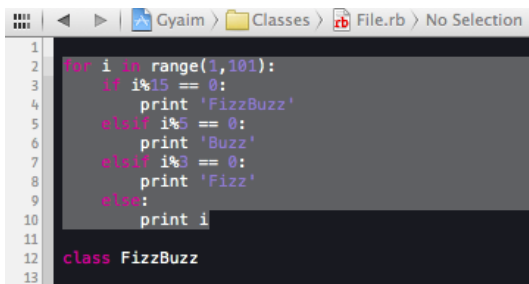 Gyaim 〉 Classes 〉 rb File.rb 〉 No Selection
1
2 for i in range(1,101):
3     if i%15 == 0:
4         print 'FizzBuzz'
5     elsif i%5 == 0:
6         print 'Buzz'
7     elsif i%3 == 0:
8         print 'Fizz'
9     else:
10         print i
11
12 class FizzBuzz
13